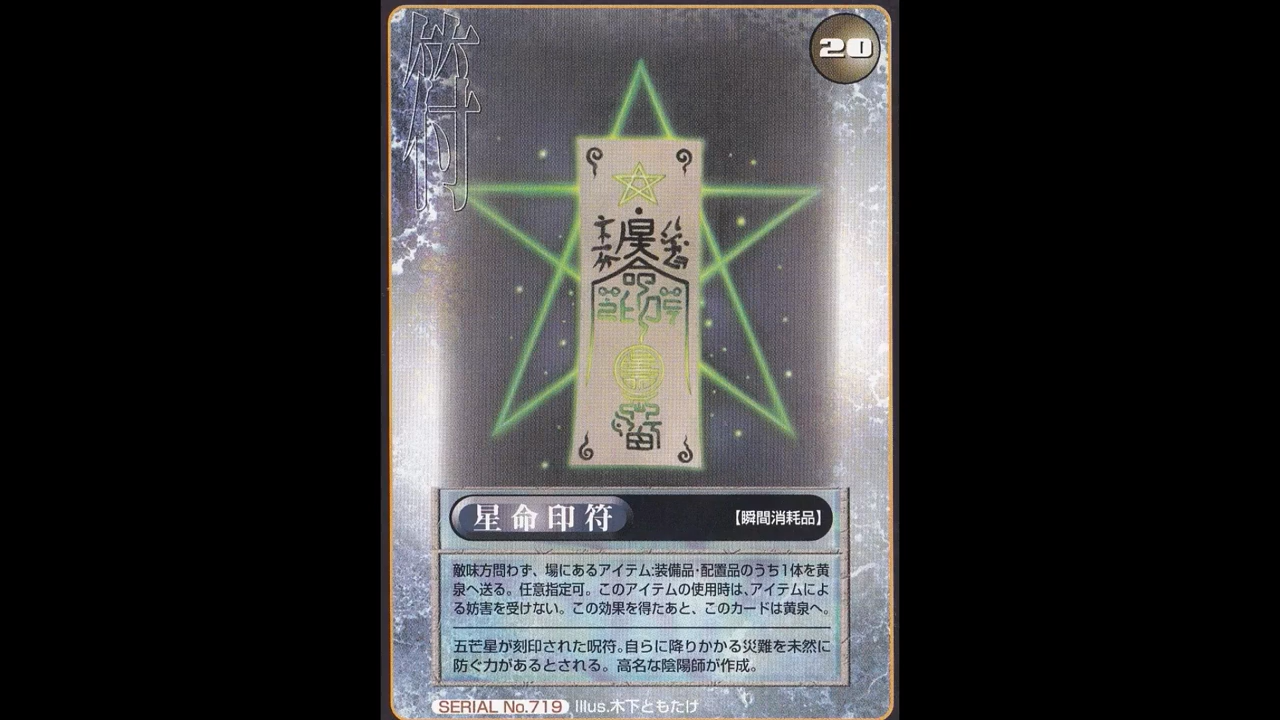 符
20
星命印符
【瞬間消耗品】
敵味方問わず、場にあるアイテム:装備品・配置品のうち1体を黄
泉へ送る。任意指定可。このアイテムの使用時は、アイテムによ
る妨害を受けない。この効果を得たあと、このカードは黄泉へ。
五芒星が刻印された呪符。自らに降りかかる災難を未然に
防ぐ力があるとされる。高名な陰陽師が作成。
SERIAL No.719 Illus.木下ともたけ